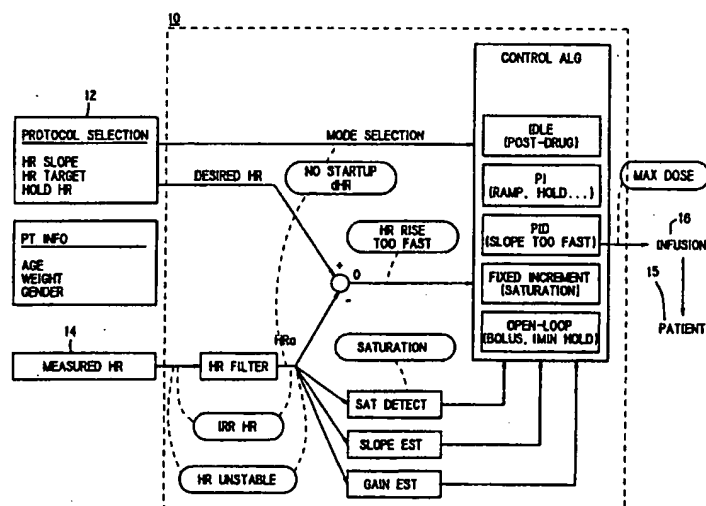 10
CONTROL ALG
12
PROTOCOL SELECTION
HR SLOPE
HR TARGET
HOLD HR
MODE SELECTION
DESIRED HR
NO STARTUP
dHR
IDLE
(POST-DRUG)
PI
(RAMP, HOLD...)
PID
(SLOPE TOO FAST)
FIXED INCREMENT
(SATURATION)
OPEN-LOOP
(BOLUS, 1MIN HOLD)
MAX DOSE
16
INFUSION
15
PATIENT
PT INFO
AGE
WEIGHT
GENDER
HR RISE
TOO FAST
+
O
-
14
MEASURED HR
HR FILTER
HRa
SATURATION
SAT DETECT
IRR HR
SLOPE EST
HR UNSTABLE
GAIN EST